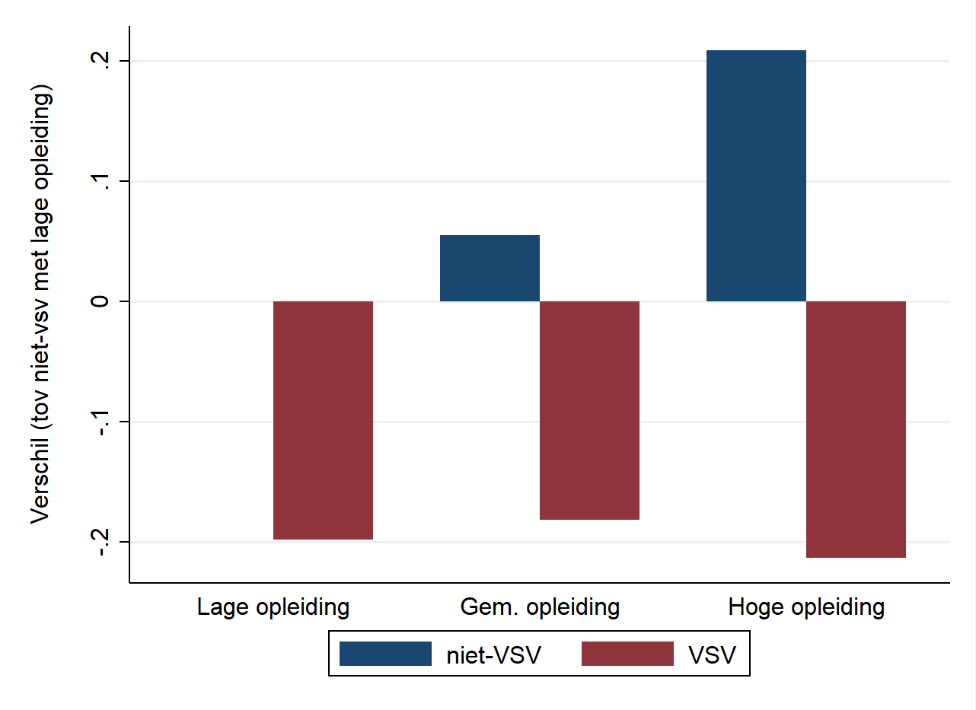 Verschil (tov niet-vsv met lage opleiding)
.2
.1
0
-.1
-.2
Lage opleiding Gem. opleiding Hoge opleiding
niet-VSV VSV